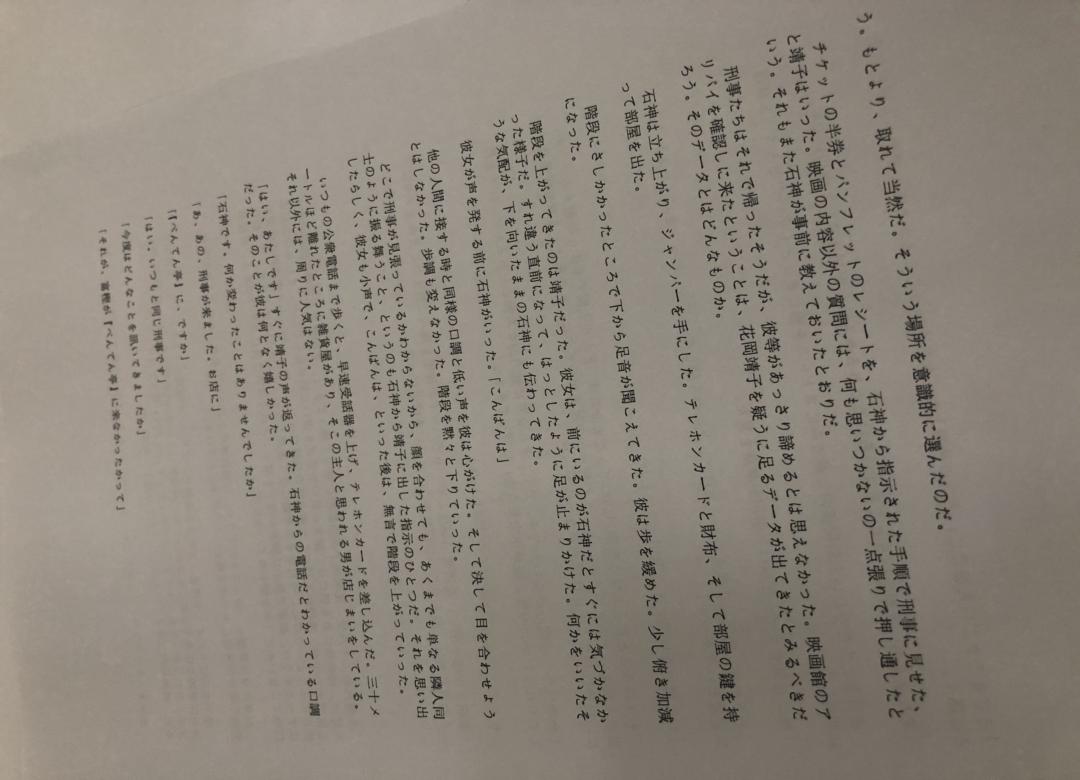 う。もとより、取れて当然だ。そういう場所を意識的に選んだのだ。
チケットの半券とパンフレットのレシートを、石神から指示された手順で刑事に見せた、
と靖子はいった。映画の内容以外の質問には、何も思いつかないの一点張りで押し通したと
いう。それもまた石神が事前に教えておいたとおりだ。
刑事たちはそれで帰ったそうだが、彼等があっさり諦めるとは思えなかった。映画館のア
リバイを確認しに来たということは、花岡靖子を疑うに足るデータが出てきたとみるべきだ
ろう。そのデータとはどんなものか。
石神は立ち上がり、ジャンパーを手にした。テレホンカードと財布、そして部屋の鍵を持
って部屋を出た。
階段にさしかかったところで下から足音が聞こえてきた。彼は歩を緩めた。少し俯き加減
になった。
階段を上がってきたのは靖子だった。彼女は、前にいるのが石神だとすぐには気づかなか
った様子だ。すれ違う直前になって、はっとしたように足が止まりかけた。何かをいいたそ
うな気配が、下を向いたままの石神にも伝わってきた。
彼女が声を発する前に石神がいった。「こんばんは」
他の人間に接する時と同様の口調と低い声を彼は心がけた。そして決して目を合わせよう
とはしなかった。歩調も変えなかった。階段を黙々と下りていった。
どこで刑事が見張っているかわからないから、顔を合わせても、あくまでも単なる隣人同
士のように振る舞うこと、というのも石神から靖子に出した指示のひとつだ。それを思い出
したらしく、彼女も小声で、こんばんは、といった後は、無言で階段を上がっていった。
いつもの公衆電話まで歩くと、早速受話器を上げ、テレホンカードを差し込んだ。三十メ
ートルほど離れたところに雑貨屋があり、そこの主人と思われる男が店じまいをしている。
それ以外には、周りに人気はない。
「はい、あたしです」すぐに靖子の声が返ってきた。石神からの電話だとわかっている口調
だった。そのことが彼は何となく嬉しかった。
「石神です。何か変わったことはありませんでしたか」
「あ、あの、刑事が来ました。お店に」
「『べんてん亭』に、ですか」
「はい。いつもと同じ刑事です」
「今度はどんなことを訊いてきましたか」
「それが、富樫が『べんてん亭』に来なかったかって」